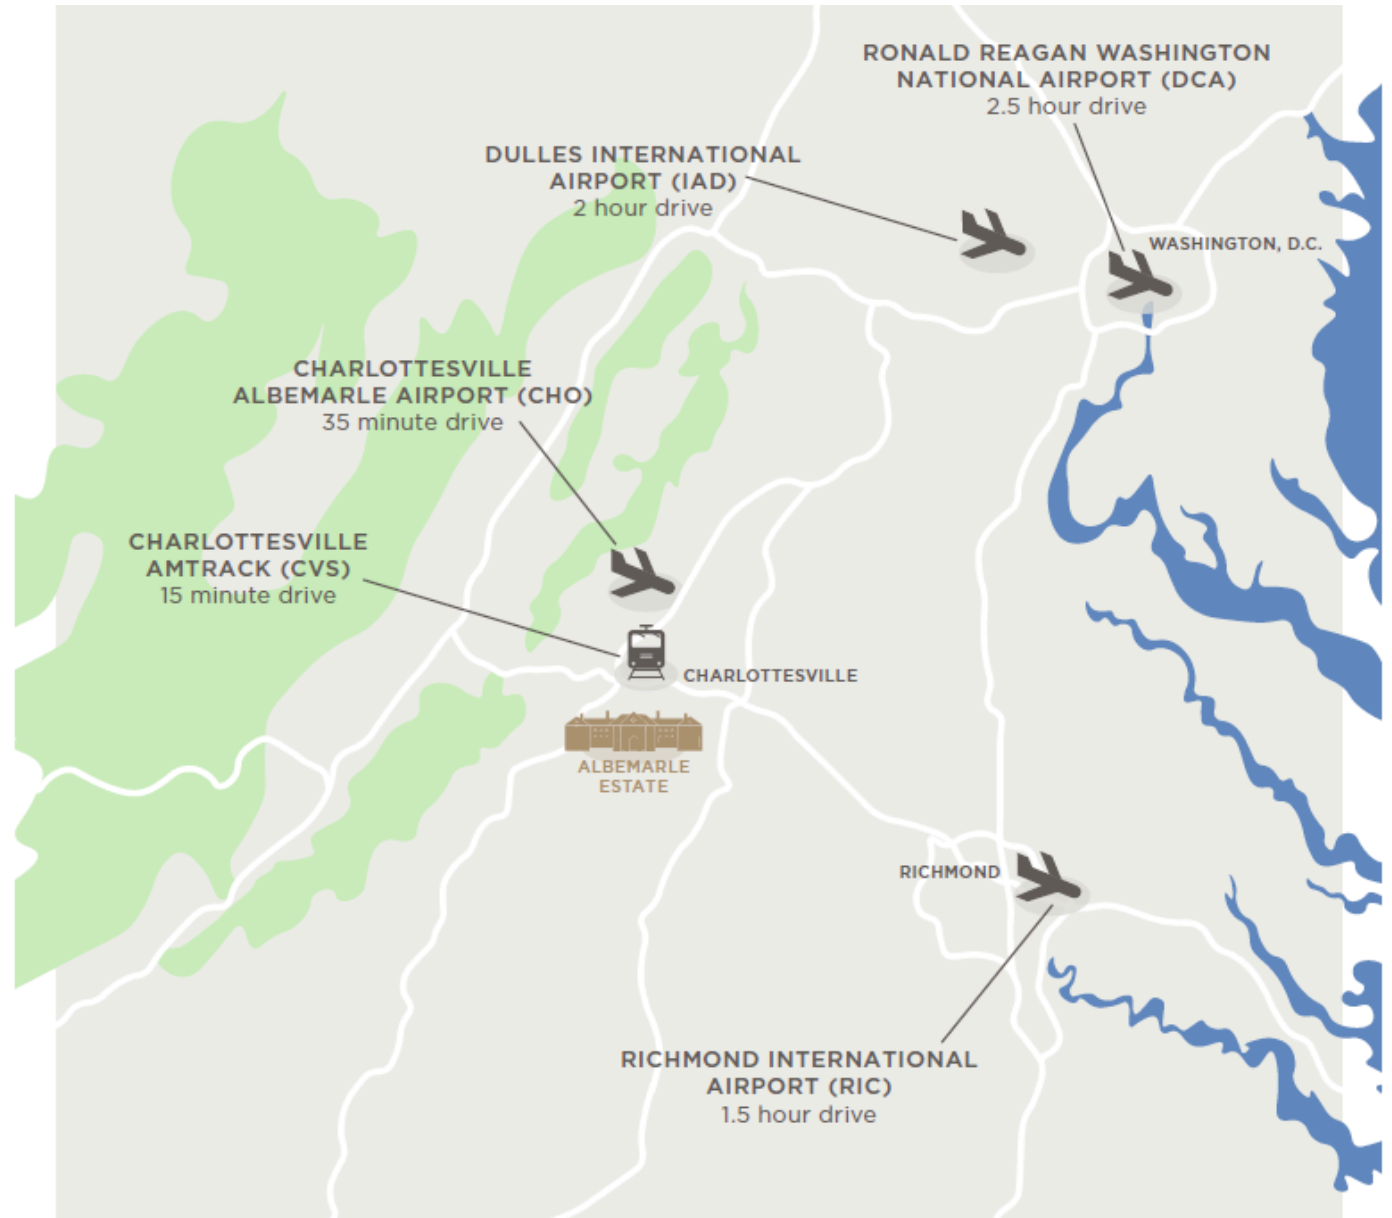 RONALD REAGAN WASHINGTON
NATIONAL AIRPORT (DCA)
2.5 hour drive
DULLES INTERNATIONAL
AIRPORT (IAD)
2 hour drive
WASHINGTON, D.C.
CHARLOTTESVILLE
ALBEMARLE AIRPORT (CHO)
35 minute drive
CHARLOTTESVILLE
AMTRACK (CVS)
15 minute drive
CHARLOTTESVILLE
ALBEMARLE
ESTATE
RICHMOND
RICHMOND INTERNATIONAL
AIRPORT (RIC)
1.5 hour drive